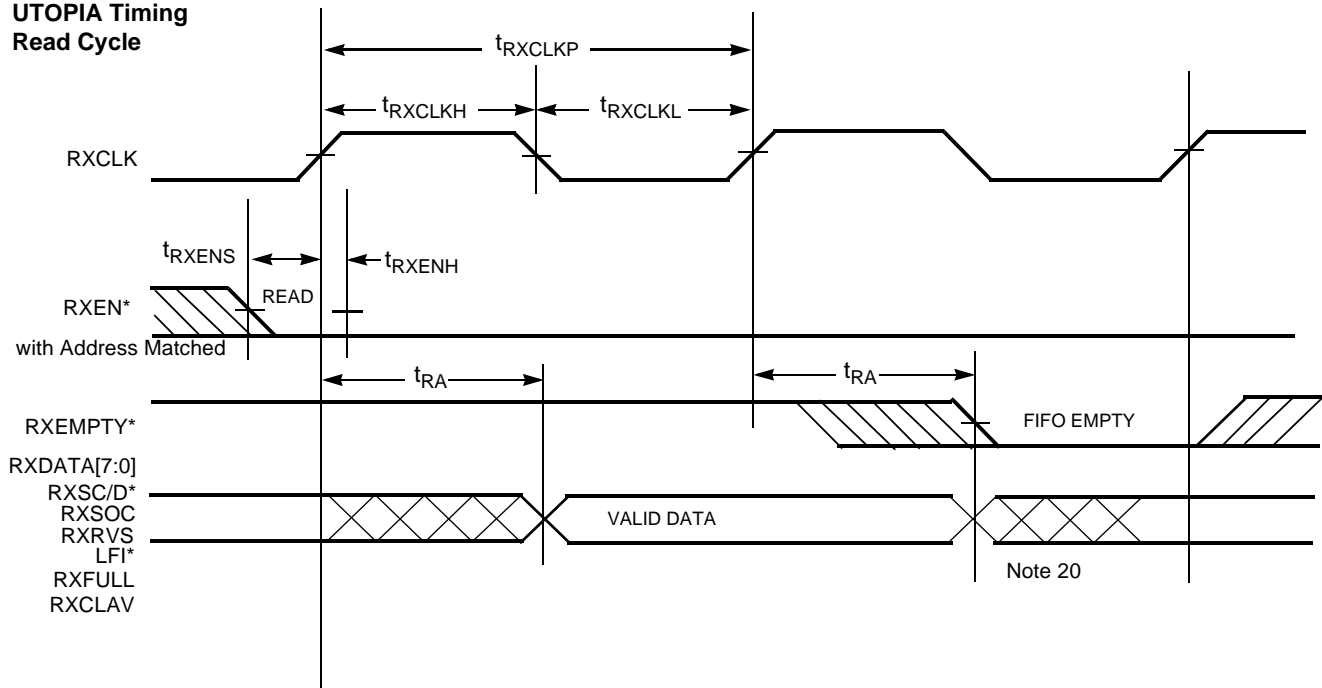 UTOPIA Timing
Read Cycle
tRXCLKP
tRXCLKH
tRXCLKL
RXCLK
tRXENS
tRXENH
RXEN*
READ
with Address Matched
tRA
tRA
RXEMPTY*
FIFO EMPTY
RXDATA[7:0]
RXSC/D*
RXSOC
VALID DATA
RXRVS
LFI*
Note 20
RXFULL
RXCLAV